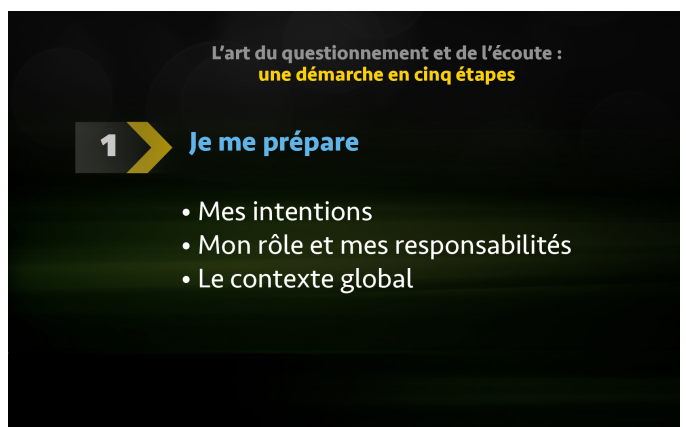 L’art du questionnement et de l’écoute :
une démarche en cinq étapes
1
Je me prépare
• Mes intentions
• Mon rôle et mes responsabilités
• Le contexte global